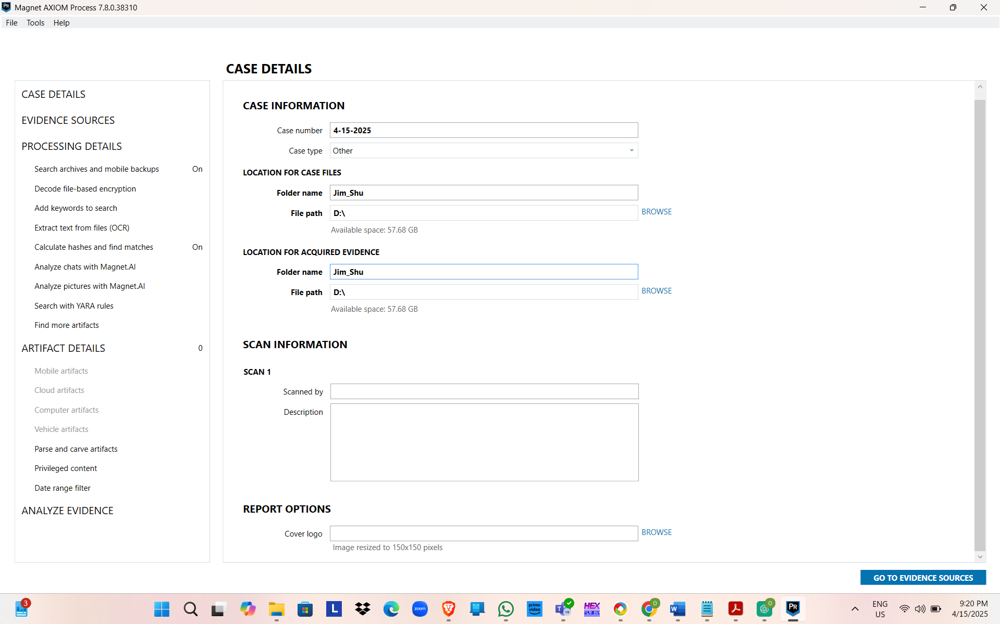 Magnet AXIOM Process 7.8.0.38310
File Tools Help
CASE DETAILS
CASE DETAILS
EVIDENCE SOURCES
PROCESSING DETAILS
Search archives and mobile backups On
Decode file-based encryption
Add keywords to search
Extract text from files (OCR)
Calculate hashes and find matches On
Analyze chats with Magnet.AI
Analyze pictures with Magnet.AI
Search with YARA rules
Find more artifacts
ARTIFACT DETAILS 0
Mobile artifacts
Cloud artifacts
Computer artifacts
Vehicle artifacts
Parse and carve artifacts
Privileged content
Date range filter
ANALYZE EVIDENCE
CASE INFORMATION
Case number 4-15-2025
Case type Other
LOCATION FOR CASE FILES
Folder name Jim_Shu
File path D:\ BROWSE
Available space: 57.68 GB
LOCATION FOR ACQUIRED EVIDENCE
Folder name Jim_Shu
File path D:\ BROWSE
Available space: 57.68 GB
SCAN INFORMATION
SCAN 1
Scanned by
Description
REPORT OPTIONS
Cover logo BROWSE
Image resized to 150x150 pixels
GO TO EVIDENCE SOURCES
3
L
zoom
prime video
HEX
0
W
0
PR
ENG
US
9:20 PM
4/15/2025